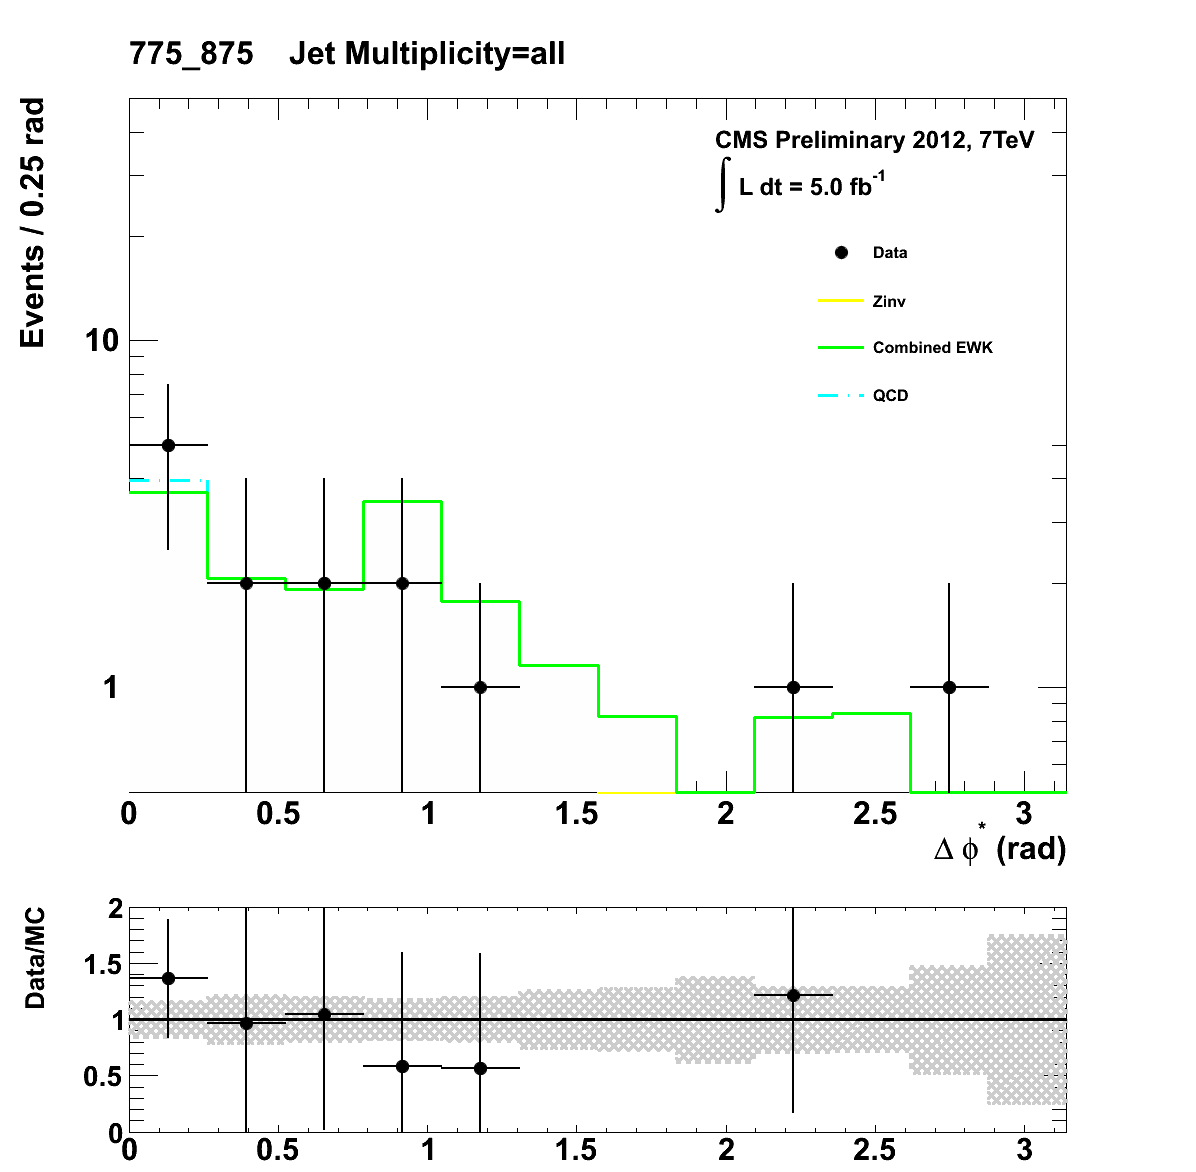 775_875    Jet Multiplicity=all
Events / 0.25 rad
CMS Preliminary 2012, 7TeV
∫ L dt = 5.0 fb⁻¹
Data
Zinv
Combined EWK
QCD
10
1
0 0.5 1 1.5 2 2.5 3
Δ ϕ* (rad)
Data/MC
2
1.5
1
0.5
0
0 0.5 1 1.5 2 2.5 3